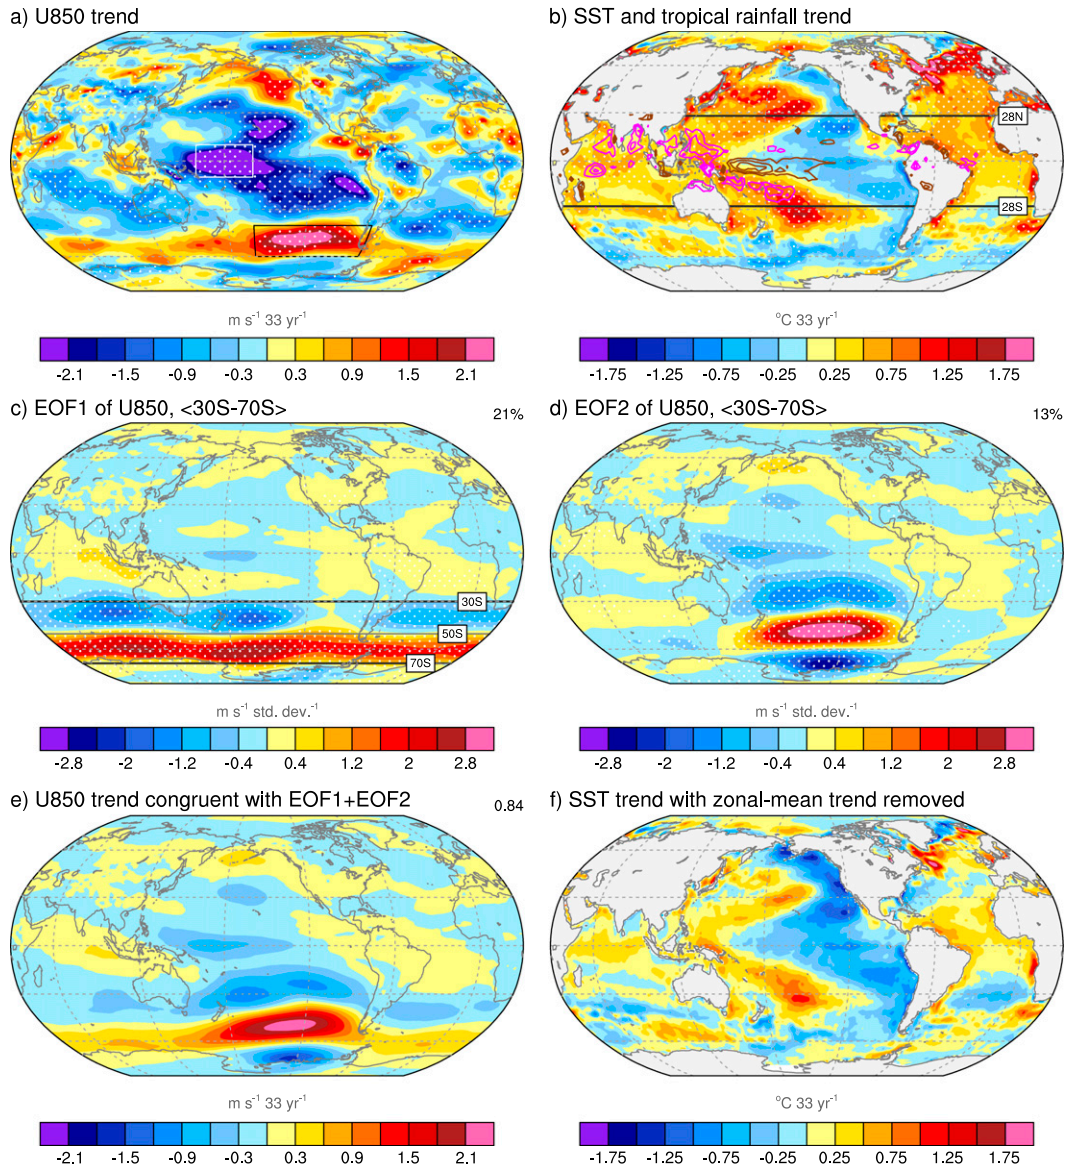 a) U850 trend
b) SST and tropical rainfall trend
28N
28S
m s⁻¹ 33 yr⁻¹
°C 33 yr⁻¹
-2.1 -1.5 -0.9 -0.3 0.3 0.9 1.5 2.1
-1.75 -1.25 -0.75 -0.25 0.25 0.75 1.25 1.75
c) EOF1 of U850, <30S-70S> 21%
d) EOF2 of U850, <30S-70S> 13%
30S
50S
70S
m s⁻¹ std. dev.⁻¹
m s⁻¹ std. dev.⁻¹
-2.8 -2 -1.2 -0.4 0.4 1.2 2 2.8
-2.8 -2 -1.2 -0.4 0.4 1.2 2 2.8
e) U850 trend congruent with EOF1+EOF2 0.84
f) SST trend with zonal-mean trend removed
m s⁻¹ 33 yr⁻¹
°C 33 yr⁻¹
-2.1 -1.5 -0.9 -0.3 0.3 0.9 1.5 2.1
-1.75 -1.25 -0.75 -0.25 0.25 0.75 1.25 1.75